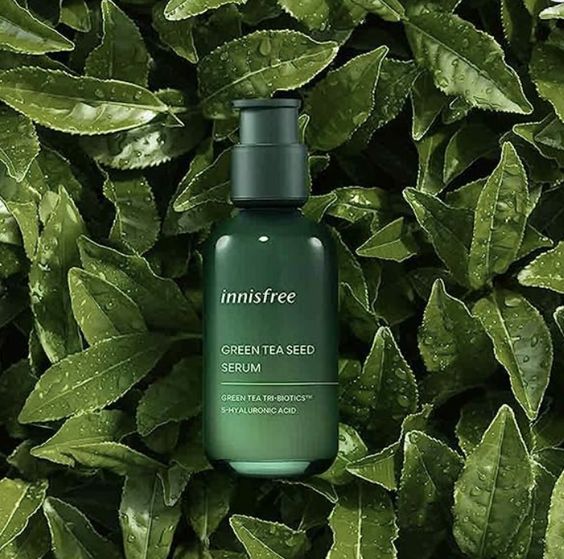 innisfree
GREEN TEA SEED
SERUM
GREEN TEA TRI-BIOTICS™
5-HYALURONIC ACID